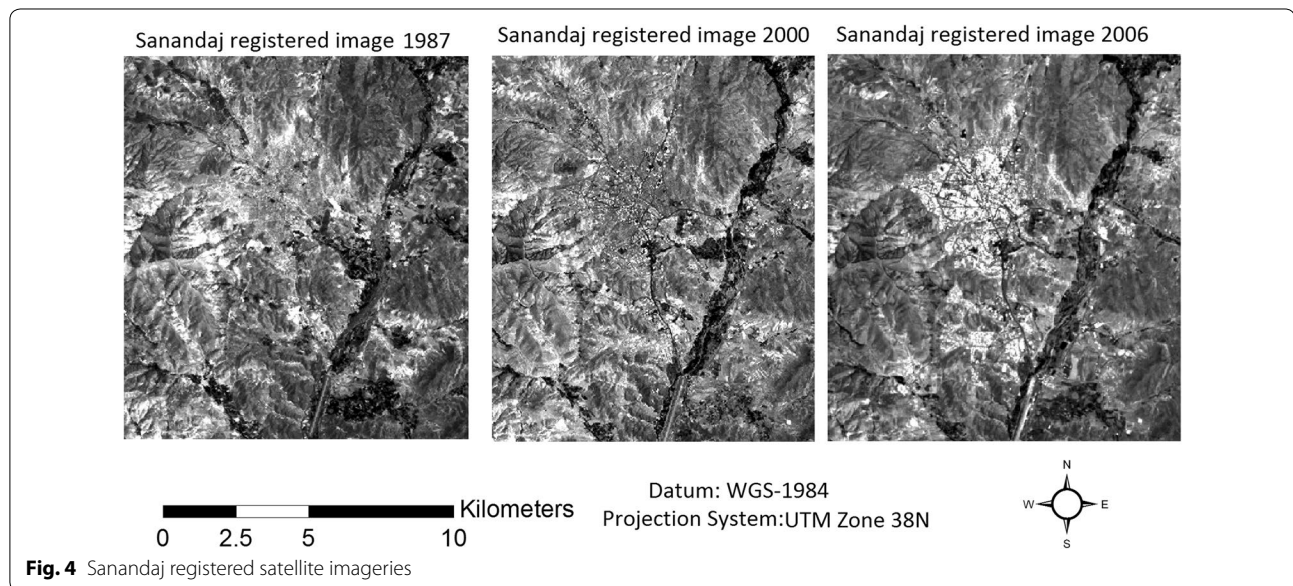 Sanandaj registered image 1987
Sanandaj registered image 2000
Sanandaj registered image 2006
Kilometers
0 2.5 5 10
Datum: WGS-1984
Projection System:UTM Zone 38N
N
W E
S
Fig. 4 Sanandaj registered satellite imageries